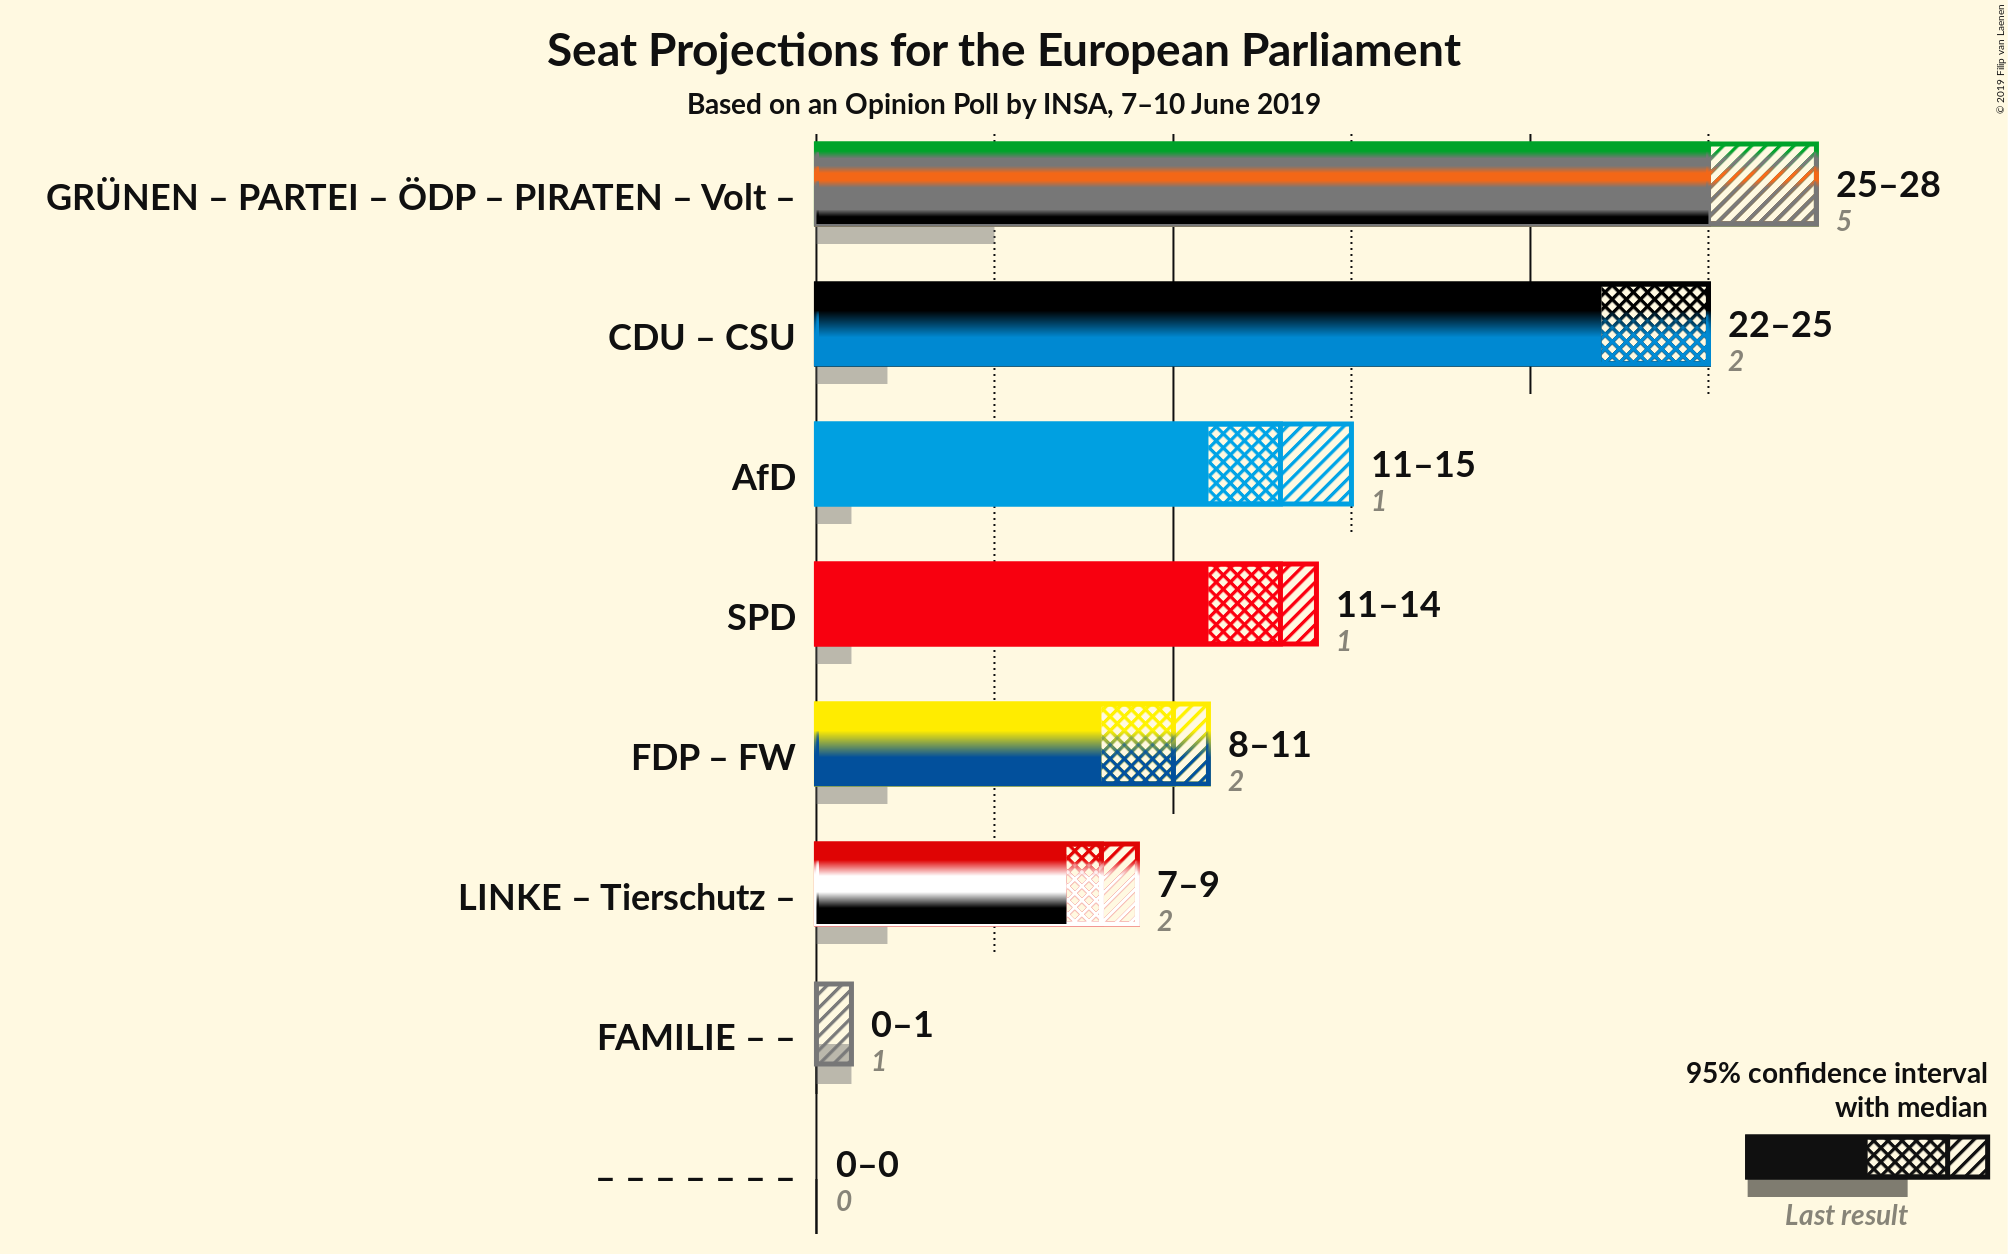 Seat Projections for the European Parliament
Based on an Opinion Poll by INSA, 7–10 June 2019
© 2019 Filip van Laenen
GRÜNEN – PARTEI – ÖDP – PIRATEN – Volt –
25–28
5
CDU – CSU
22–25
2
AfD
11–15
1
SPD
11–14
1
FDP – FW
8–11
2
LINKE – Tierschutz –
7–9
2
FAMILIE – –
0–1
1
– – – – – – –
0–0
0
95% confidence interval
with median
Last result